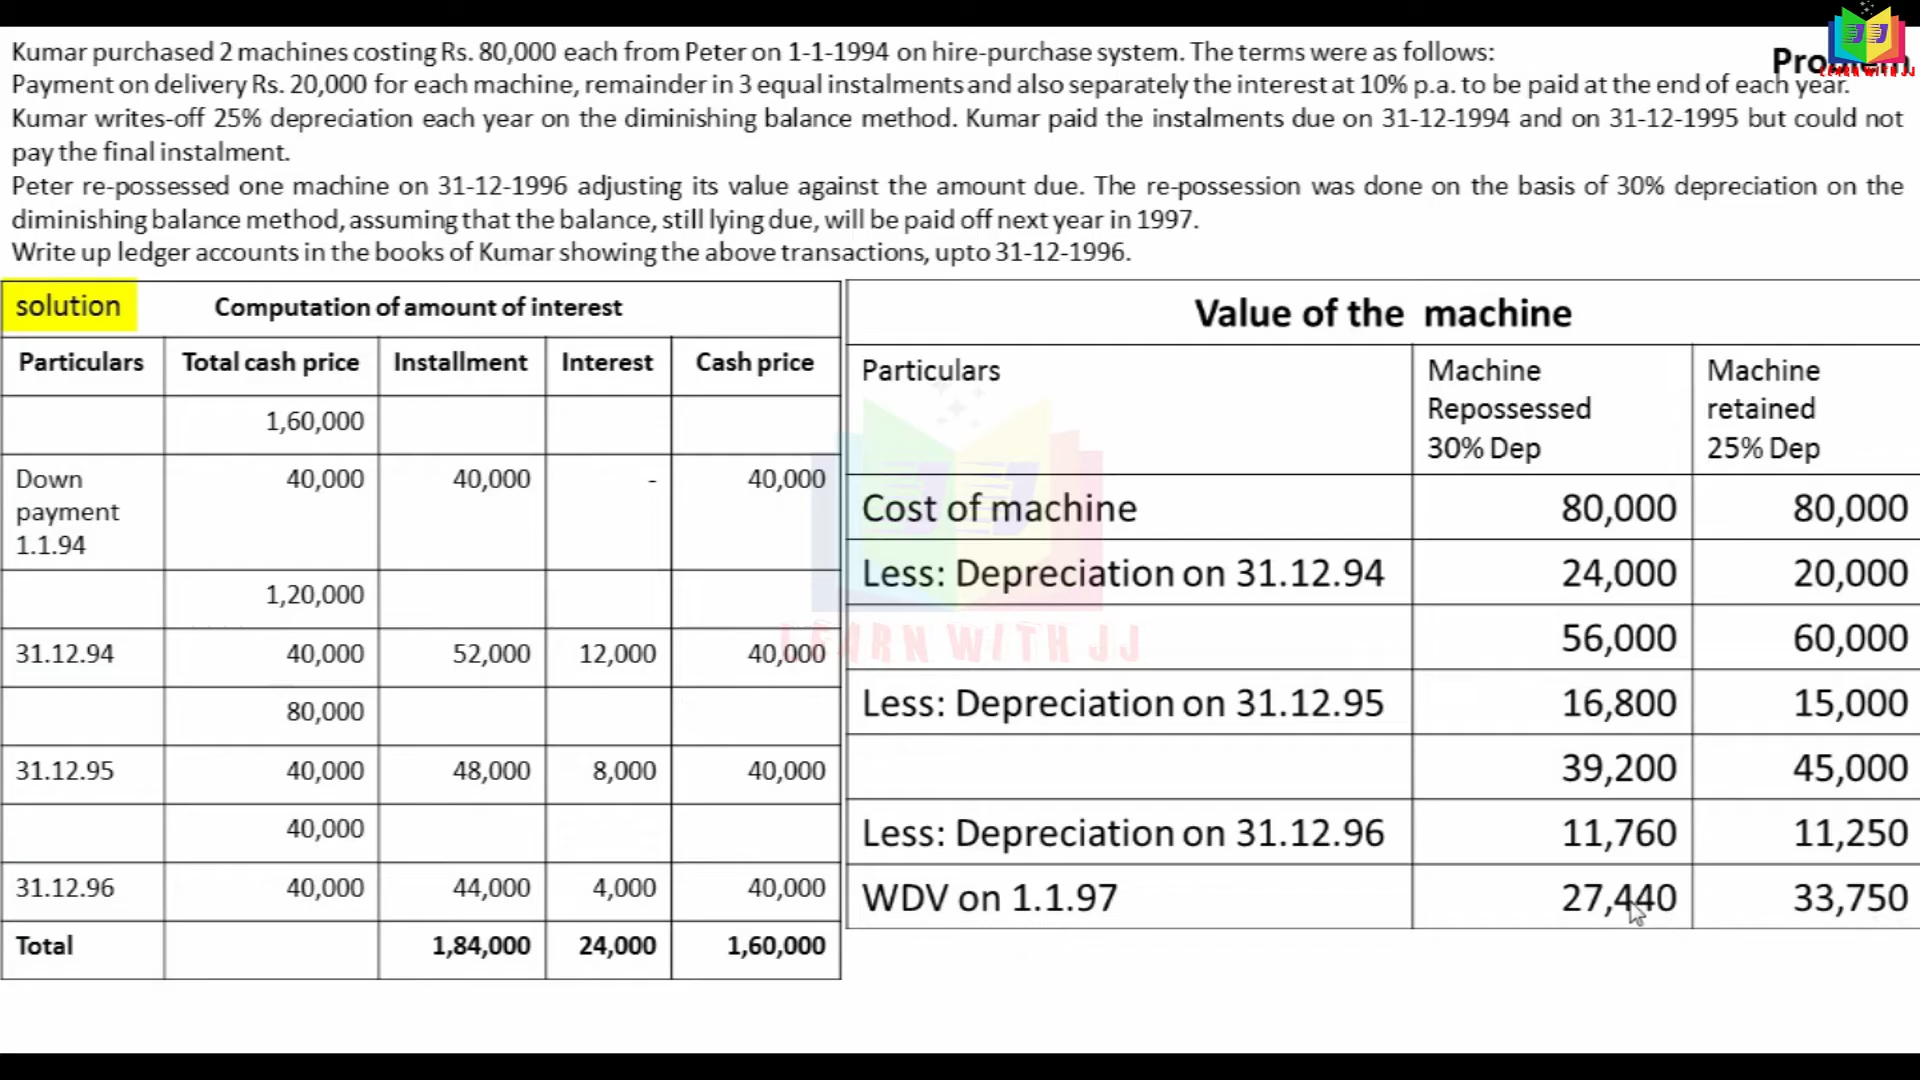 Kumar purchased 2 machines costing Rs. 80,000 each from Peter on 1-1-1994 on hire-purchase system. The terms were as follows:
Payment on delivery Rs. 20,000 for each machine, remainder in 3 equal instalments and also separately the interest at 10% p.a. to be paid at the end of each year.
Kumar writes-off 25% depreciation each year on the diminishing balance method. Kumar paid the instalments due on 31-12-1994 and on 31-12-1995 but could not
pay the final instalment.
Peter re-possessed one machine on 31-12-1996 adjusting its value against the amount due. The re-possession was done on the basis of 30% depreciation on the
diminishing balance method, assuming that the balance, still lying due, will be paid off next year in 1997.
Write up ledger accounts in the books of Kumar showing the above transactions, upto 31-12-1996.
Problem
LEARN WITH JJ
solution Computation of amount of interest
Particulars Total cash price Installment Interest Cash price
1,60,000
Down payment 1.1.94 40,000 40,000 - 40,000
1,20,000
31.12.94 40,000 52,000 12,000 40,000
80,000
31.12.95 40,000 48,000 8,000 40,000
40,000
31.12.96 40,000 44,000 4,000 40,000
Total 1,84,000 24,000 1,60,000
Value of the machine
Particulars Machine Repossessed 30% Dep Machine retained 25% Dep
Cost of machine 80,000 80,000
Less: Depreciation on 31.12.94 24,000 20,000
56,000 60,000
Less: Depreciation on 31.12.95 16,800 15,000
39,200 45,000
Less: Depreciation on 31.12.96 11,760 11,250
WDV on 1.1.97 27,440 33,750
LEARN WITH JJ